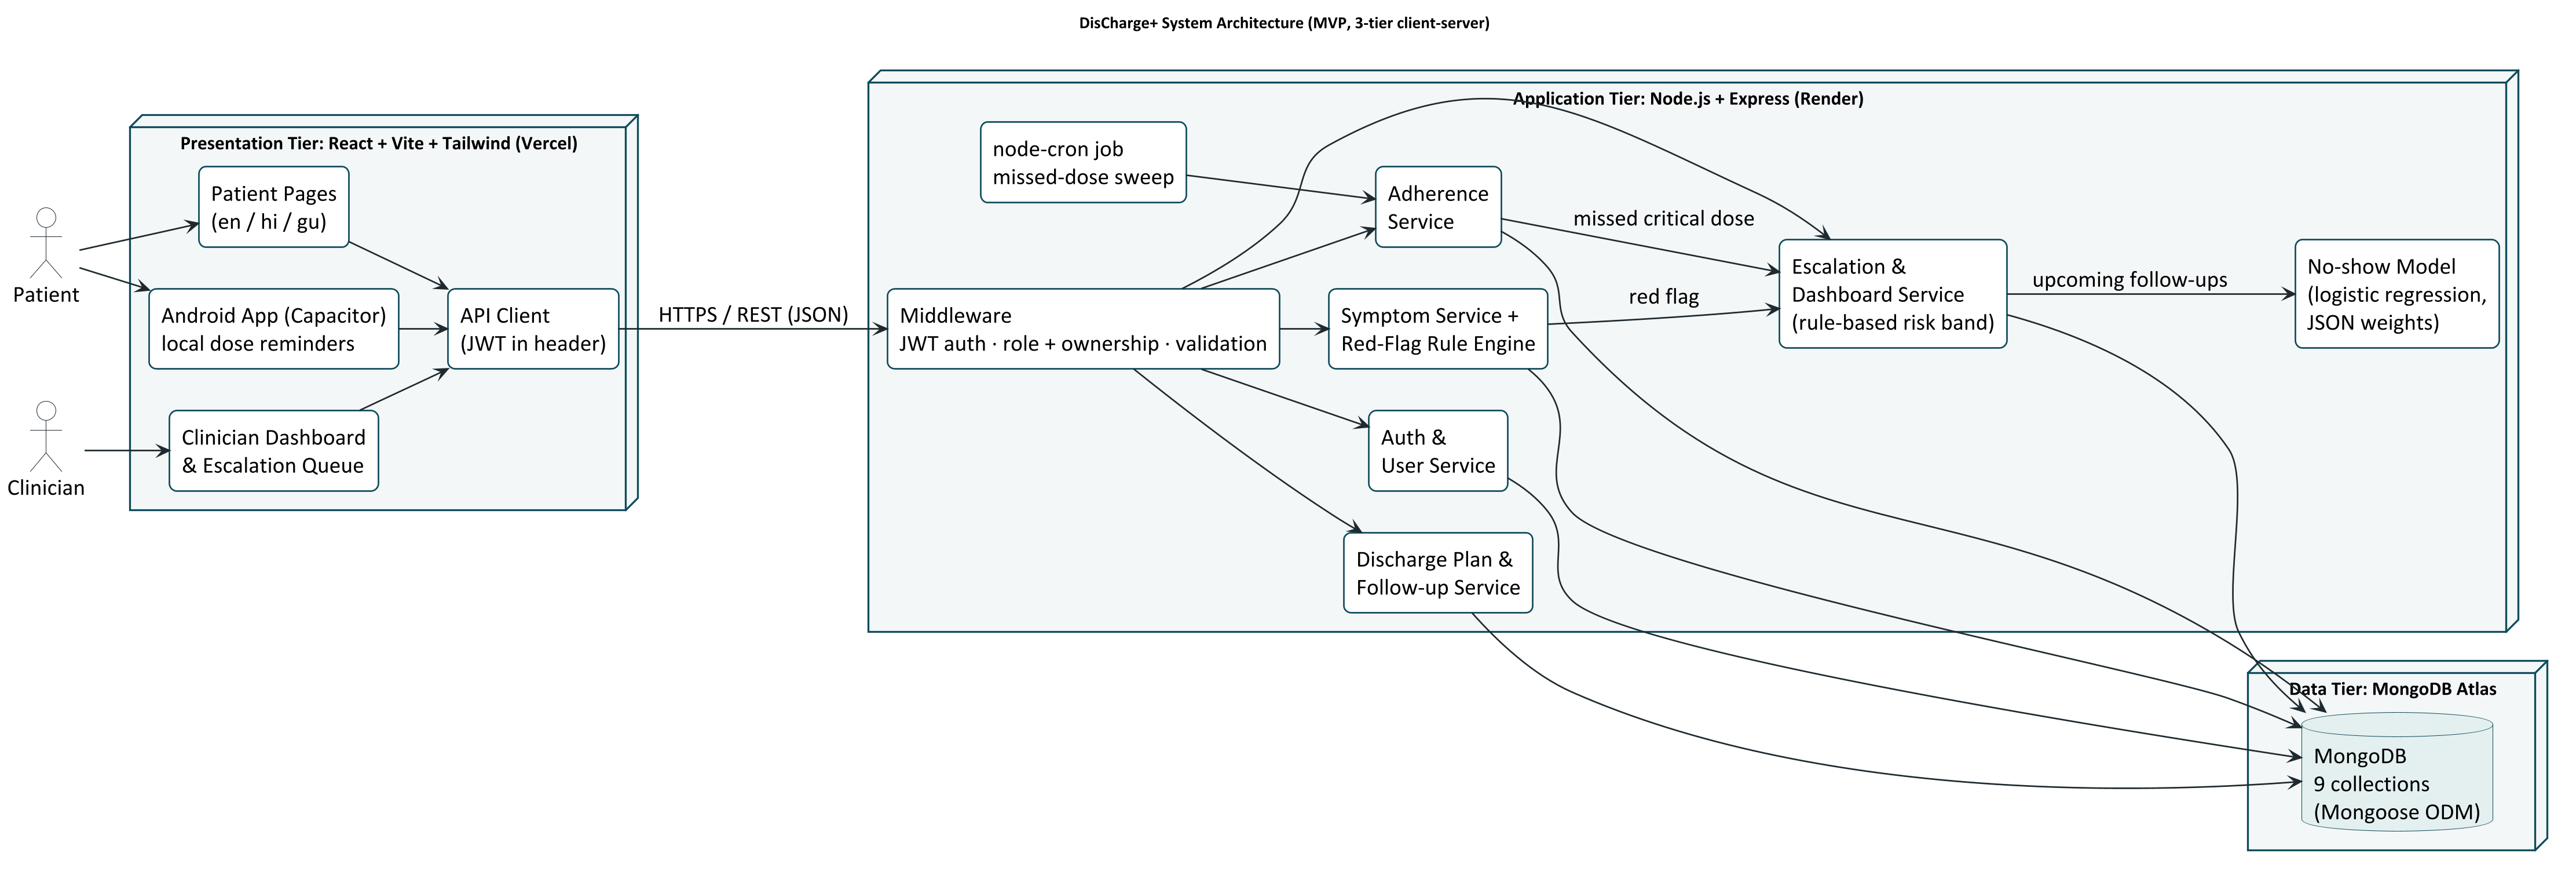 DisCharge+ System Architecture (MVP, 3-tier client-server)
Presentation Tier: React + Vite + Tailwind (Vercel)
Patient Pages
(en / hi / gu)
Android App (Capacitor)
local dose reminders
API Client
(JWT in header)
Clinician Dashboard
& Escalation Queue
Patient
Clinician
HTTPS / REST (JSON)
Application Tier: Node.js + Express (Render)
node-cron job
missed-dose sweep
Adherence
Service
missed critical dose
Middleware
JWT auth · role + ownership · validation
Symptom Service +
Red-Flag Rule Engine
red flag
Escalation &
Dashboard Service
(rule-based risk band)
upcoming follow-ups
No-show Model
(logistic regression,
JSON weights)
Auth &
User Service
Discharge Plan &
Follow-up Service
Data Tier: MongoDB Atlas
MongoDB
9 collections
(Mongoose ODM)